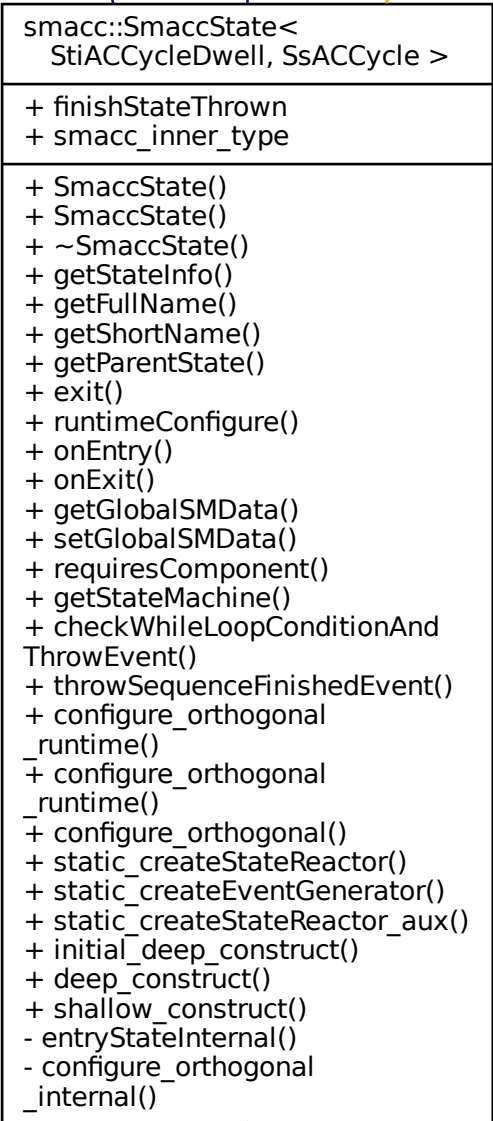 smacc::SmaccState<
StiACCycleDwell, SsACCycle >
+ finishStateThrown
+ smacc_inner_type
+ SmaccState()
+ SmaccState()
+ ~SmaccState()
+ getStateInfo()
+ getFullName()
+ getShortName()
+ getParentState()
+ exit()
+ runtimeConfigure()
+ onEntry()
+ onExit()
+ getGlobalSMData()
+ setGlobalSMData()
+ requiresComponent()
+ getStateMachine()
+ checkWhileLoopConditionAnd
ThrowEvent()
+ throwSequenceFinishedEvent()
+ configure_orthogonal
_runtime()
+ configure_orthogonal
_runtime()
+ configure_orthogonal()
+ static_createStateReactor()
+ static_createEventGenerator()
+ static_createStateReactor_aux()
+ initial_deep_construct()
+ deep_construct()
+ shallow_construct()
- entryStateInternal()
- configure_orthogonal
_internal()